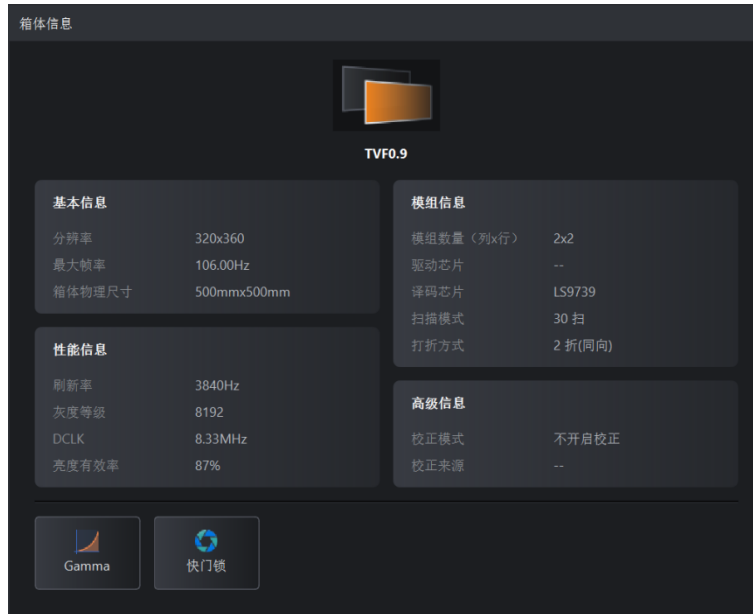 箱体信息
TVF0.9
基本信息
分辨率 320x360
最大帧率 106.00Hz
箱体物理尺寸 500mmx500mm
性能信息
刷新率 3840Hz
灰度等级 8192
DCLK 8.33MHz
亮度有效率 87%
模组信息
模组数量（列x行） 2x2
驱动芯片 --
译码芯片 LS9739
扫描模式 30 扫
打折方式 2 折(同向)
高级信息
校正模式 不开启校正
校正来源 --
Gamma
快门锁